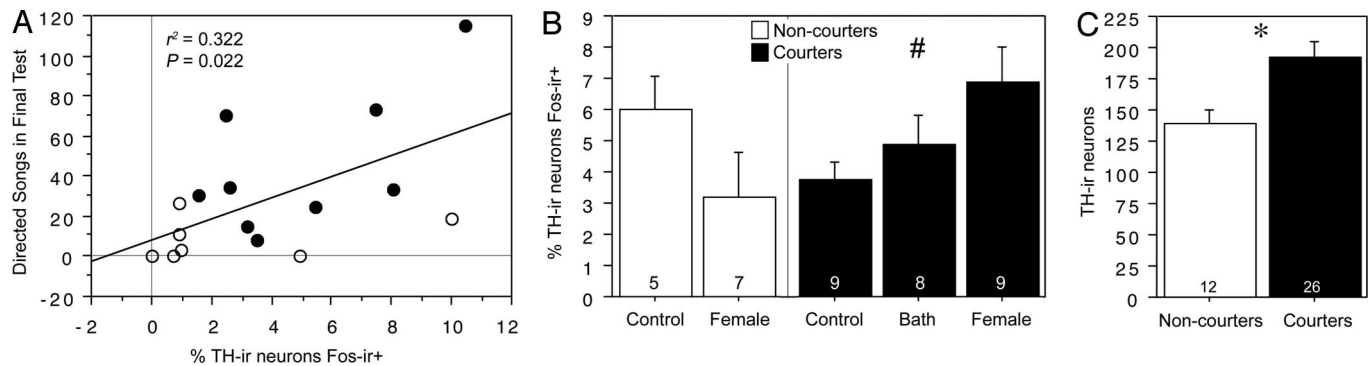 A
Directed Songs in Final Test
120
100
80
60
40
20
0
-20
r² = 0.322
P = 0.022
-2 0 2 4 6 8 10 12
% TH-ir neurons Fos-ir+
B
% TH-ir neurons Fos-ir+
9
8
7
6
5
4
3
2
1
0
Non-courters
Courters
#
5 7 9 8 9
Control Female Control Bath Female
C
TH-ir neurons
225
200
175
150
125
100
75
50
25
0
*
12 26
Non-courters Courters